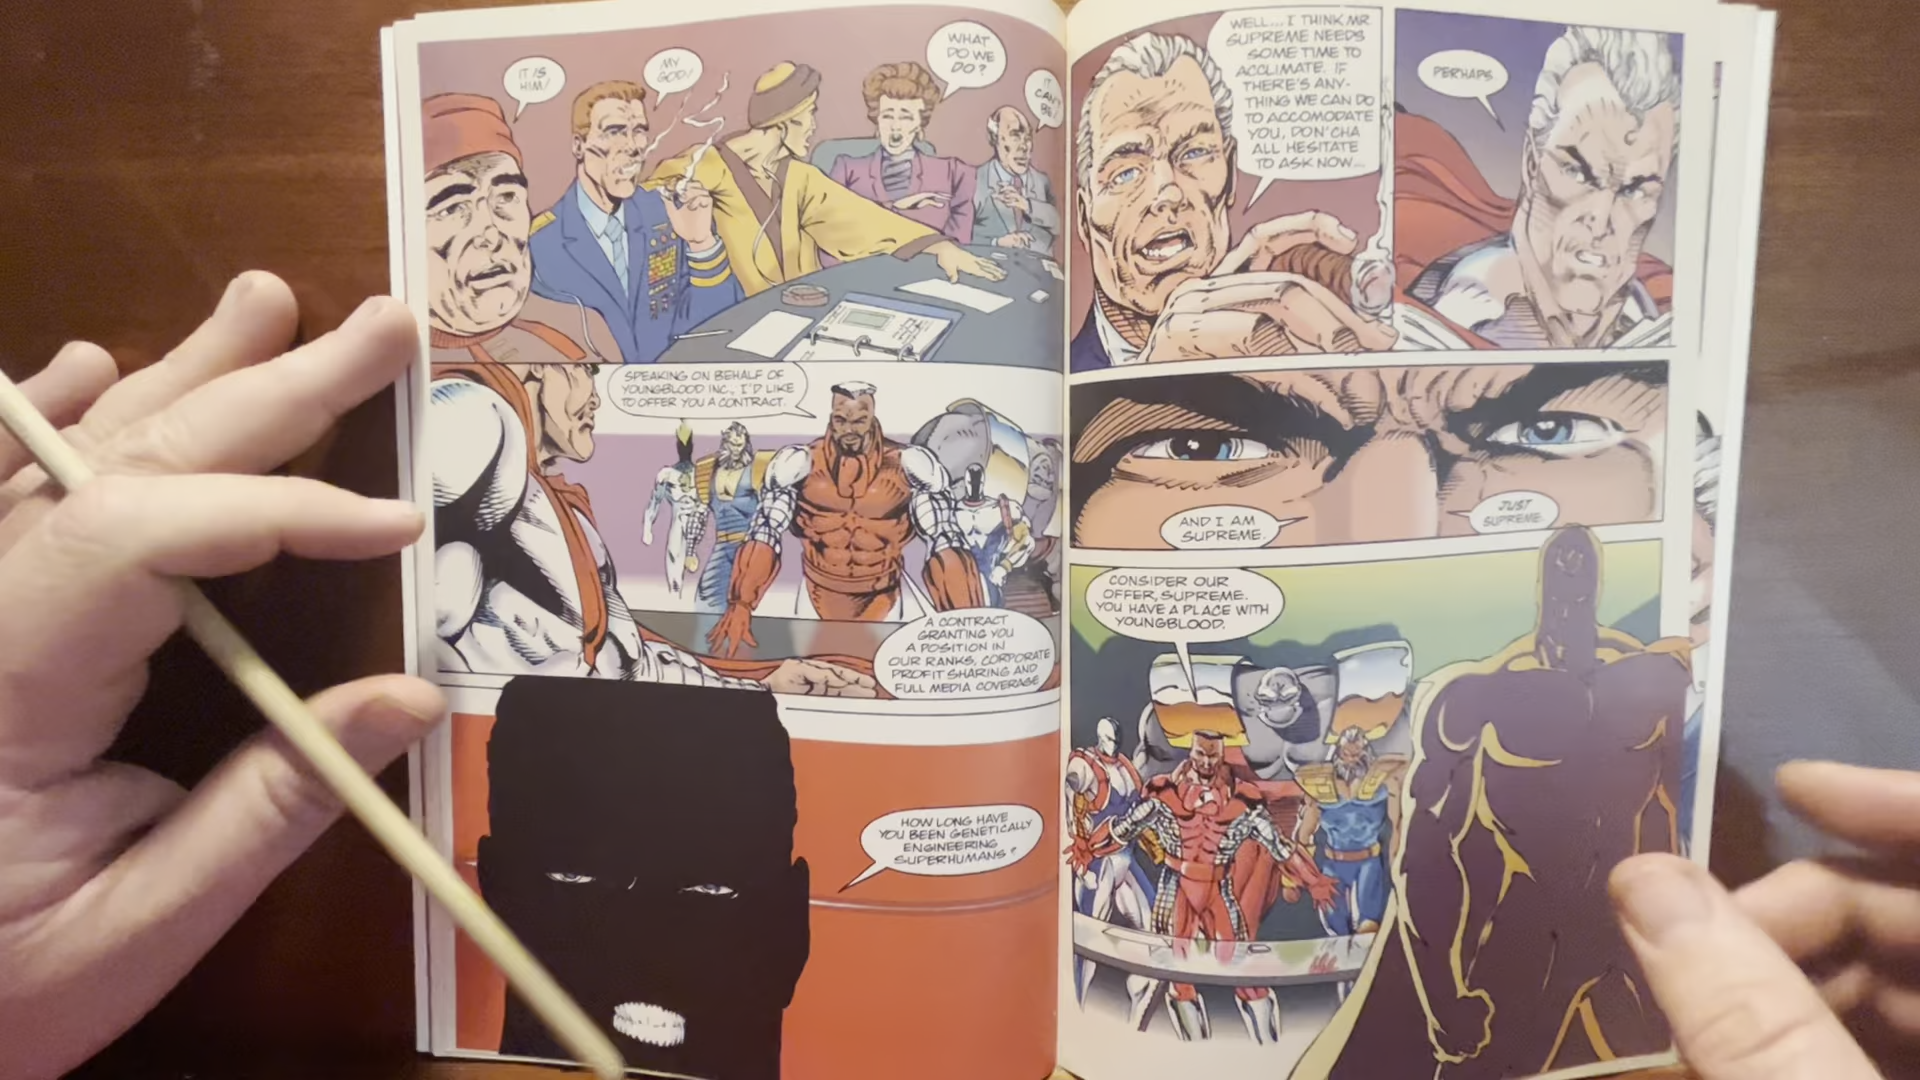 IT IS
HIM!
MY
GOD!
WHAT
DO WE
DO?
IT
CAN'T
BE!
SPEAKING ON BEHALF OF
YOUNGBLOOD INC., I'D LIKE
TO OFFER YOU A CONTRACT.
A CONTRACT
GRANTING YOU
A POSITION IN
OUR RANKS, CORPORATE
PROFIT SHARING AND
FULL MEDIA COVERAGE
HOW LONG HAVE
YOU BEEN GENETICALLY
ENGINEERING
SUPERHUMANS?
WELL...I THINK MR
SUPREME NEEDS
SOME TIME TO
ACCLIMATE. IF
THERE'S ANY-
THING WE CAN DO
TO ACCOMODATE
YOU, DON'CHA
ALL HESITATE
TO ASK NOW...
PERHAPS
AND I AM
SUPREME.
JUST
SUPREME.
CONSIDER OUR
OFFER, SUPREME.
YOU HAVE A PLACE WITH
YOUNGBLOOD.